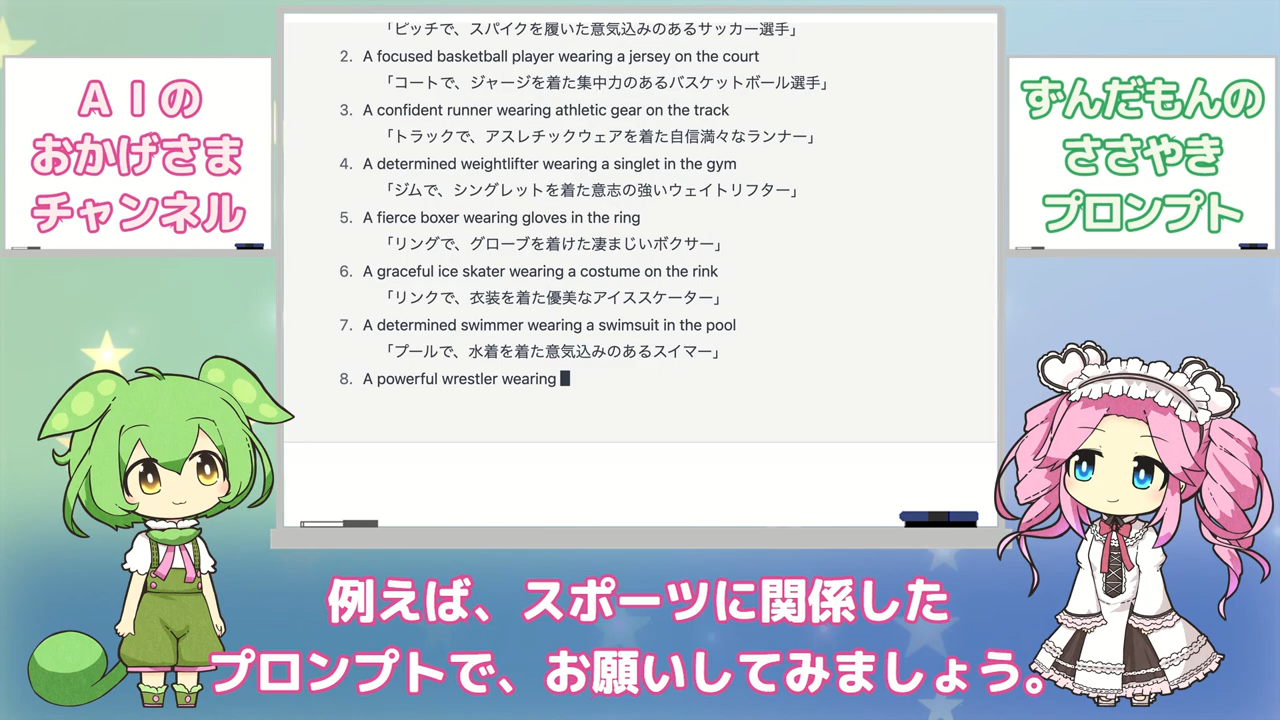 AIの
おかげさま
チャンネル
「ピッチで、スパイクを履いた意気込みのあるサッカー選手」
2. A focused basketball player wearing a jersey on the court
「コートで、ジャージを着た集中力のあるバスケットボール選手」
3. A confident runner wearing athletic gear on the track
「トラックで、アスレチックウェアを着た自信満々なランナー」
4. A determined weightlifter wearing a singlet in the gym
「ジムで、シングレットを着た意志の強いウェイトリフター」
5. A fierce boxer wearing gloves in the ring
「リングで、グローブを着けた凄まじいボクサー」
6. A graceful ice skater wearing a costume on the rink
「リンクで、衣装を着た優美なアイススケーター」
7. A determined swimmer wearing a swimsuit in the pool
「プールで、水着を着た意気込みのあるスイマー」
8. A powerful wrestler wearing
ずんだもんの
ささやき
プロンプト
例えば、スポーツに関係した
プロンプトで、お願いしてみましょう。